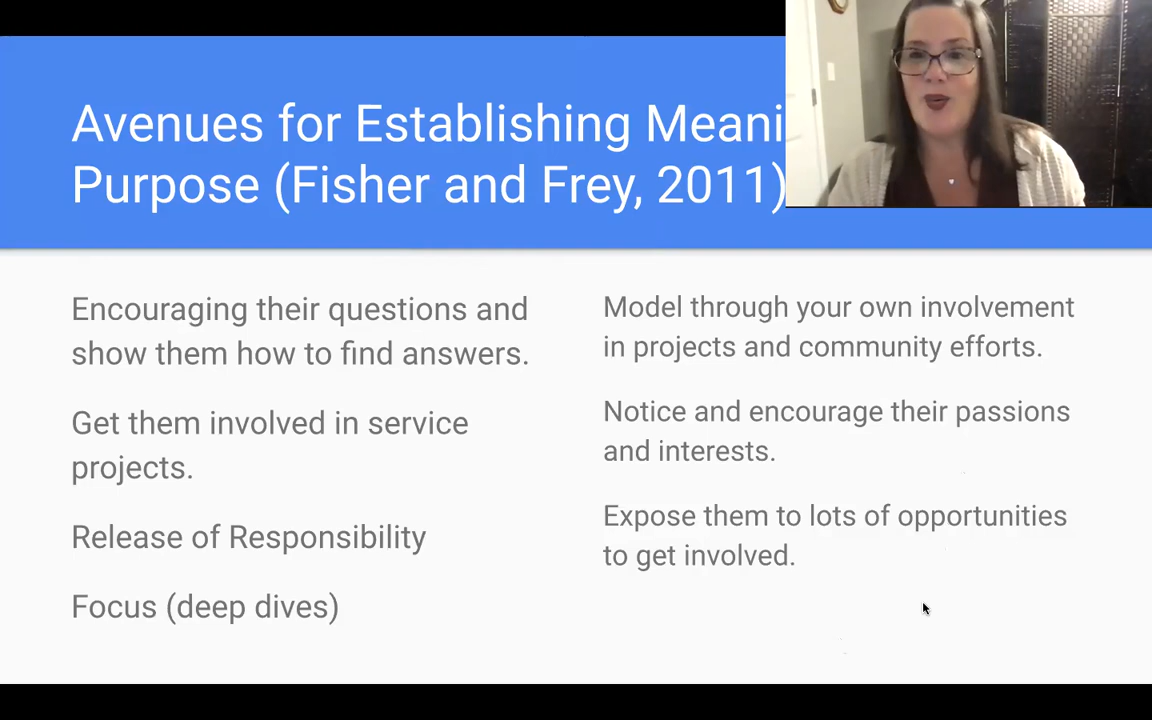 Avenues for Establishing Meani
Purpose (Fisher and Frey, 2011)
Encouraging their questions and
show them how to find answers.
Get them involved in service
projects.
Release of Responsibility
Focus (deep dives)
Model through your own involvement
in projects and community efforts.
Notice and encourage their passions
and interests.
Expose them to lots of opportunities
to get involved.